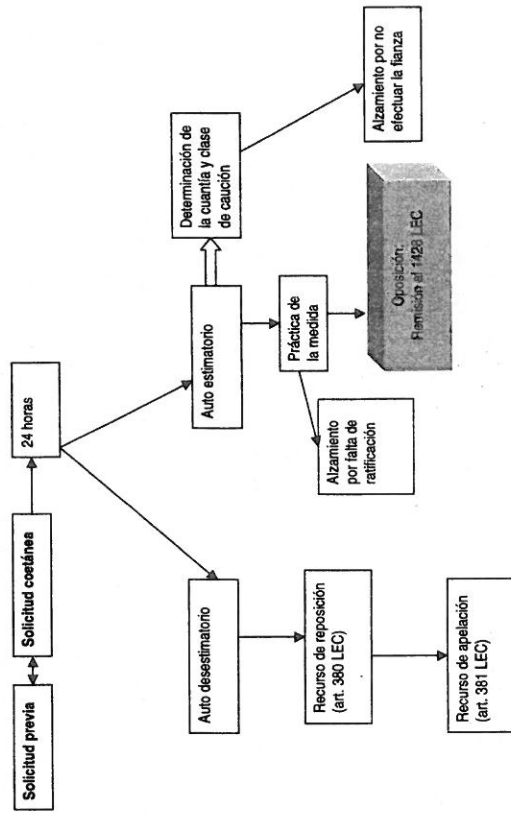 Solicitud previa
Solicitud coetánea
24 horas
Auto desestimatorio
Auto estimatorio
Determinación de
la cuantía y clase
de caución
Recurso de reposición
(art. 380 LEC)
Práctica de
la medida
Alzamiento
por falta de
ratificación
Alzamiento por no
efectuar la fianza
Recurso de apelación
(art. 381 LEC)
Oposición:
Remisión al 1428 LEC